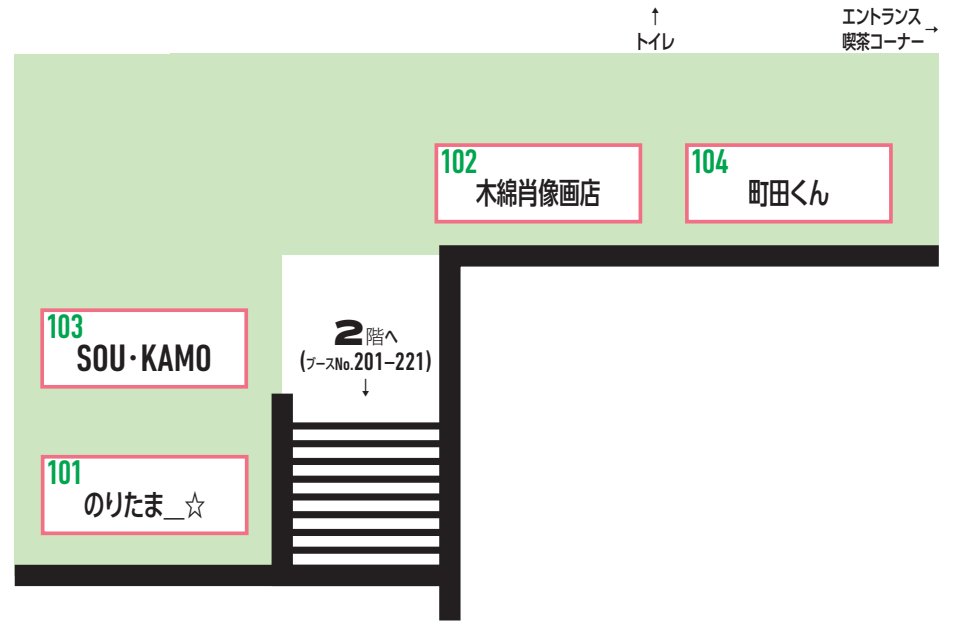 ↑
トイレ
エントランス
喫茶コーナー→
102
木綿肖像画店
104
町田くん
103
SOU・KAMO
2階へ
(ブースNo.201–221)
↓
101
のりたま__☆